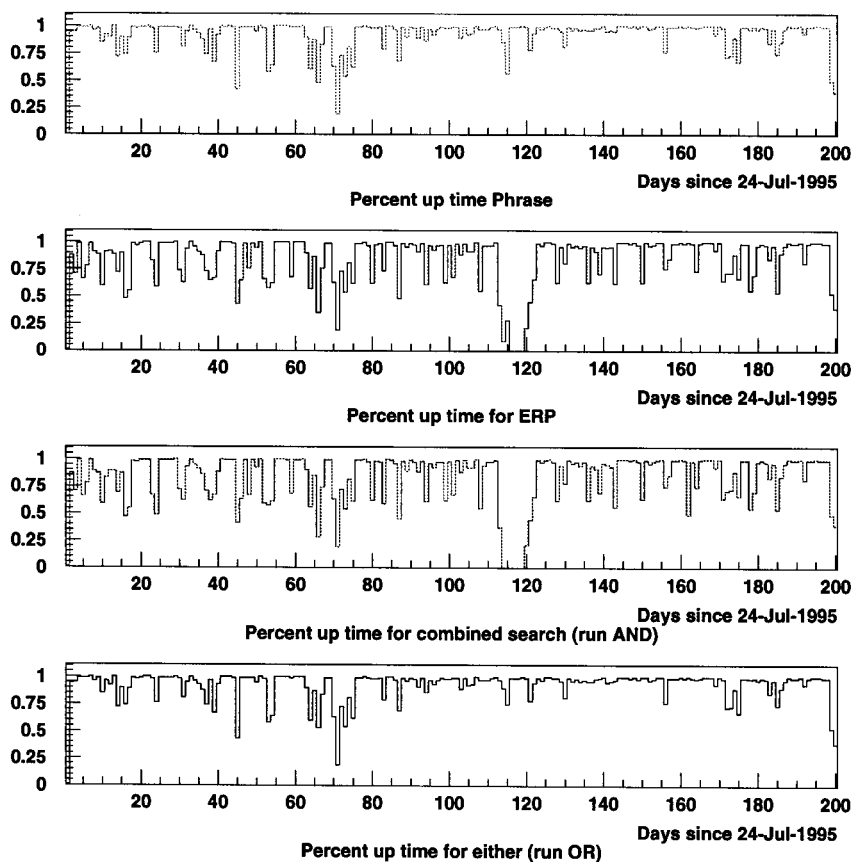 1
0.75
0.5
0.25
0
20 40 60 80 100 120 140 160 180 200
Days since 24-Jul-1995
Percent up time Phrase
1
0.75
0.5
0.25
0
20 40 60 80 100 120 140 160 180 200
Days since 24-Jul-1995
Percent up time for ERP
1
0.75
0.5
0.25
0
20 40 60 80 100 120 140 160 180 200
Days since 24-Jul-1995
Percent up time for combined search (run AND)
1
0.75
0.5
0.25
0
20 40 60 80 100 120 140 160 180 200
Days since 24-Jul-1995
Percent up time for either (run OR)